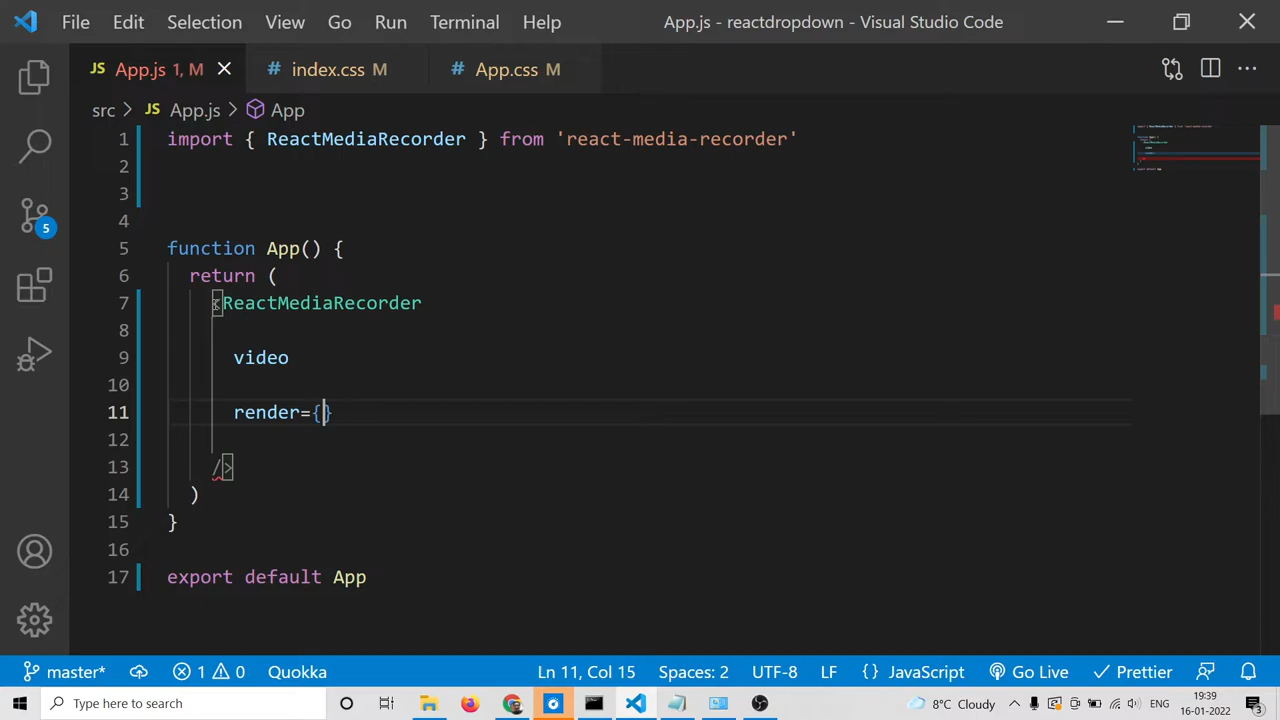 File Edit Selection View Go Run Terminal Help App.js - reactdropdown - Visual Studio Code
JS App.js 1, M # index.css M # App.css M
src > JS App.js > App
1 import { ReactMediaRecorder } from 'react-media-recorder'
2
3
4
5 function App() {
6 return (
7 <ReactMediaRecorder
8
9 video
10
11 render={}
12
13 />
14 )
15 }
16
17 export default App
5
master* 1 0 Quokka Ln 11, Col 15 Spaces: 2 UTF-8 LF {} JavaScript Go Live Prettier
Type here to search 8°C Cloudy ENG 19:39
16-01-2022 3